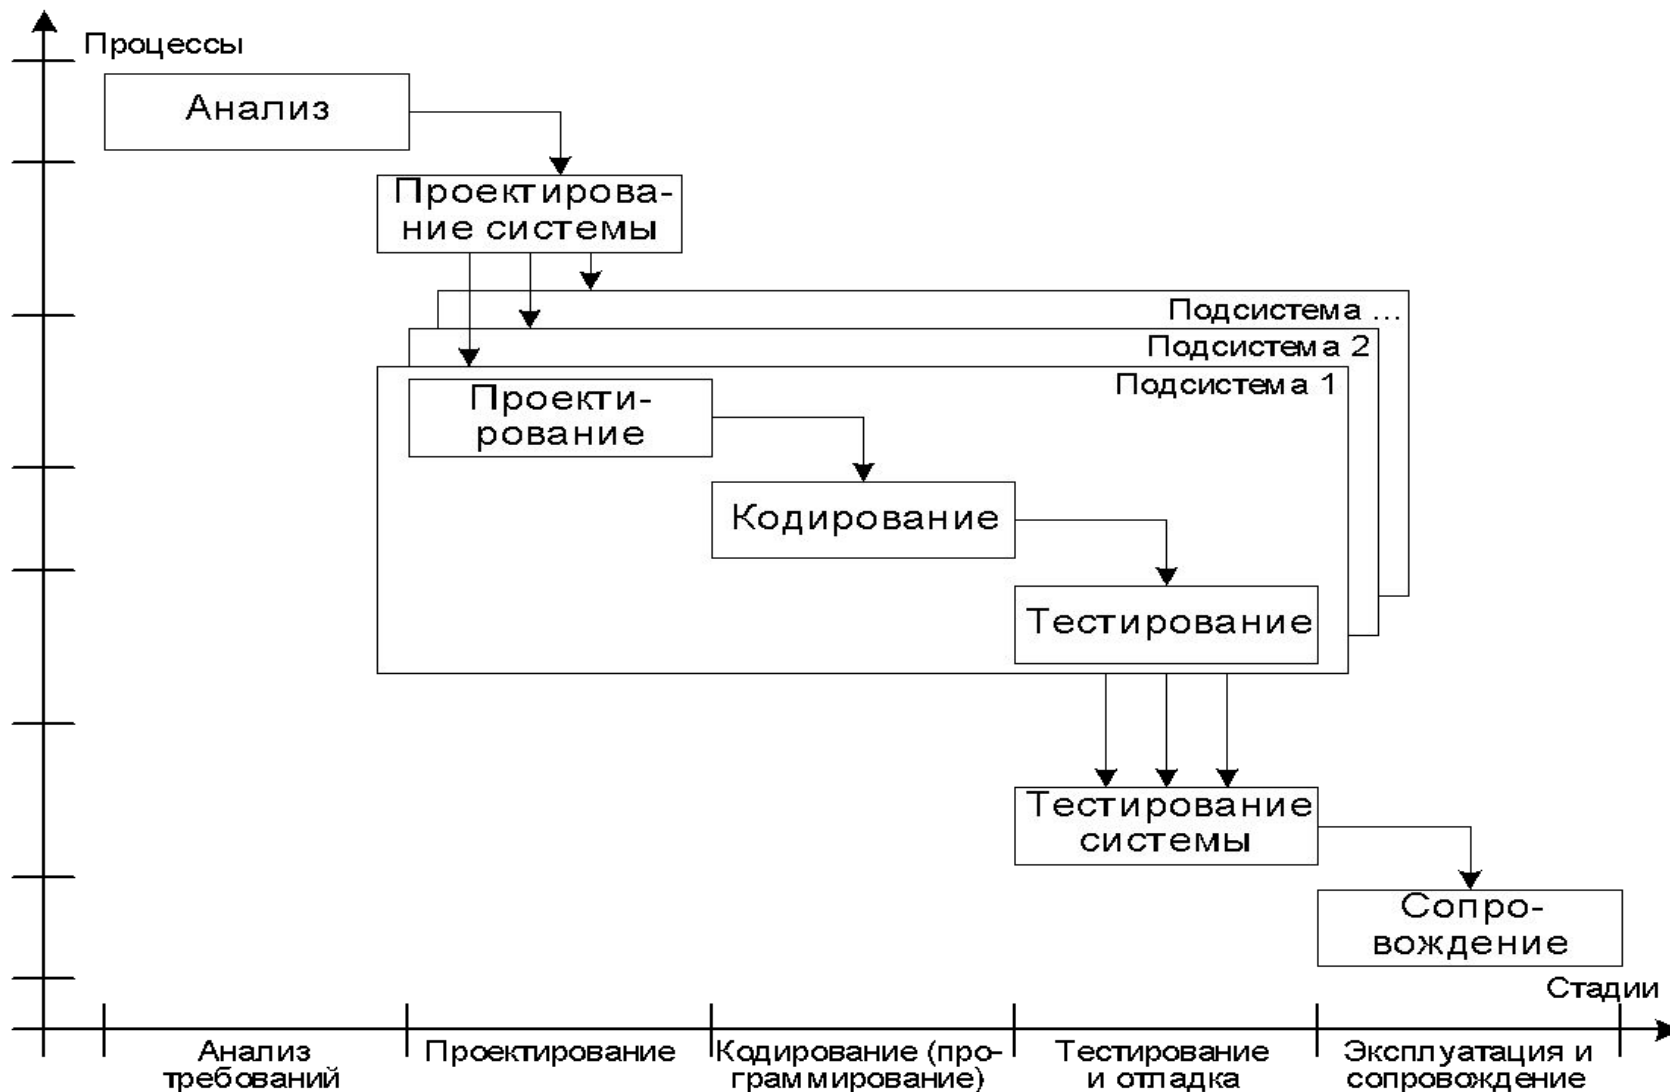 Процессы
Анализ
Проектирова-
ние системы
Подсистема ...
Подсистема 2
Подсистема 1
Проекти-
рование
Кодирование
Тестирование
Тестирование
системы
Сопро-
вождение
Стадии
Анализ
требований
Проектирование
Кодирование (про-
граммирование)
Тестирование
и отладка
Эксплуатация и
сопровождение